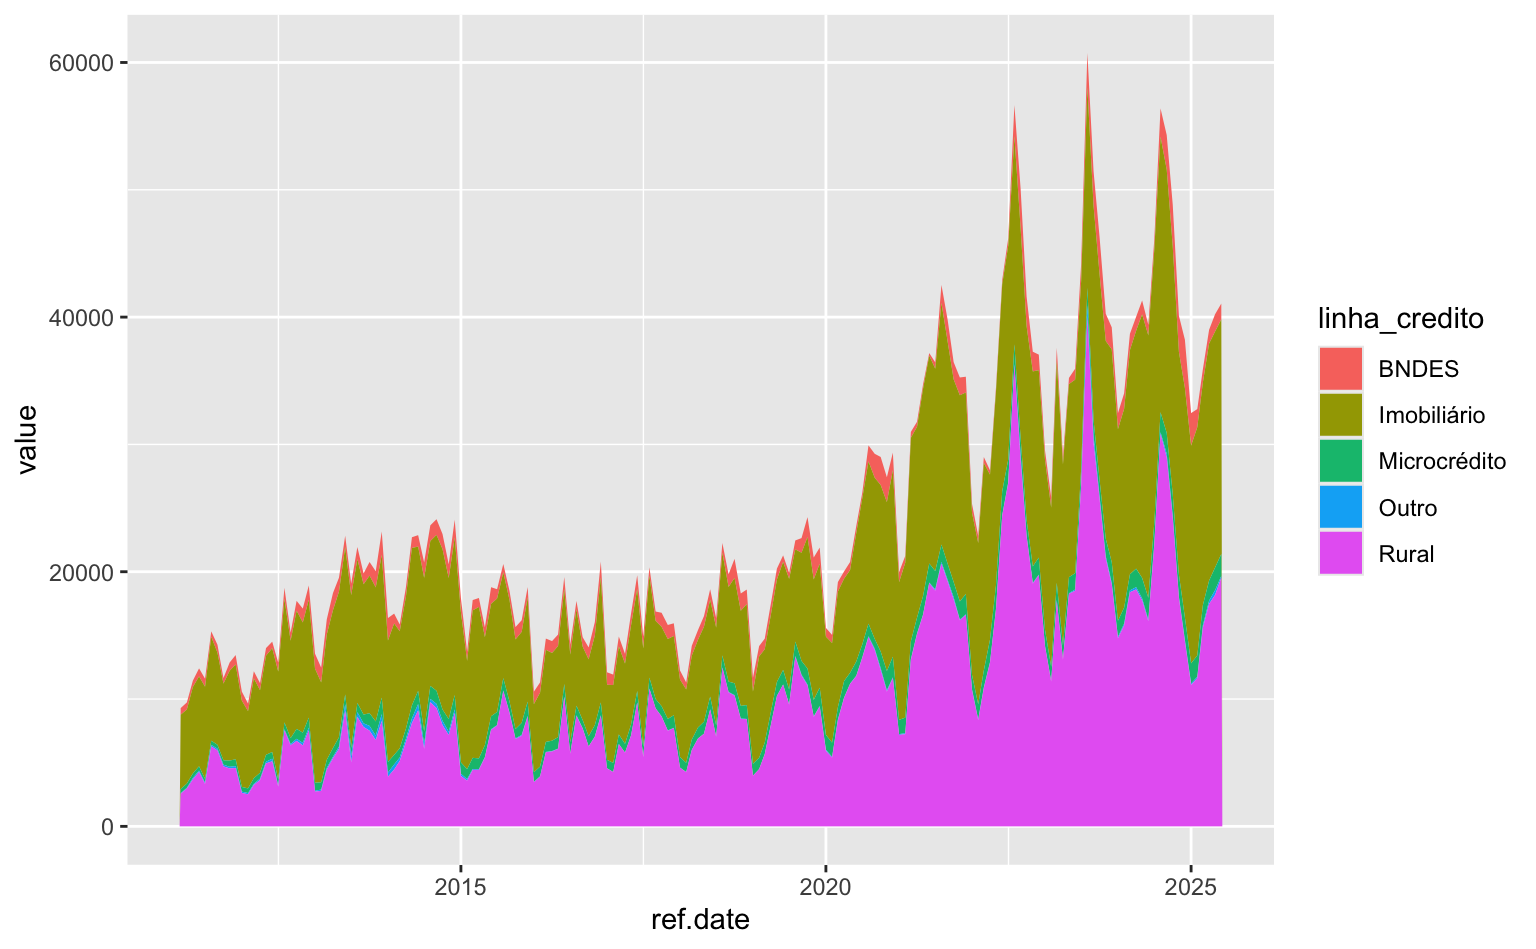 60000
40000
20000
0
value
2015
2020
2025
ref.date
linha_credito
BNDES
Imobiliário
Microcrédito
Outro
Rural